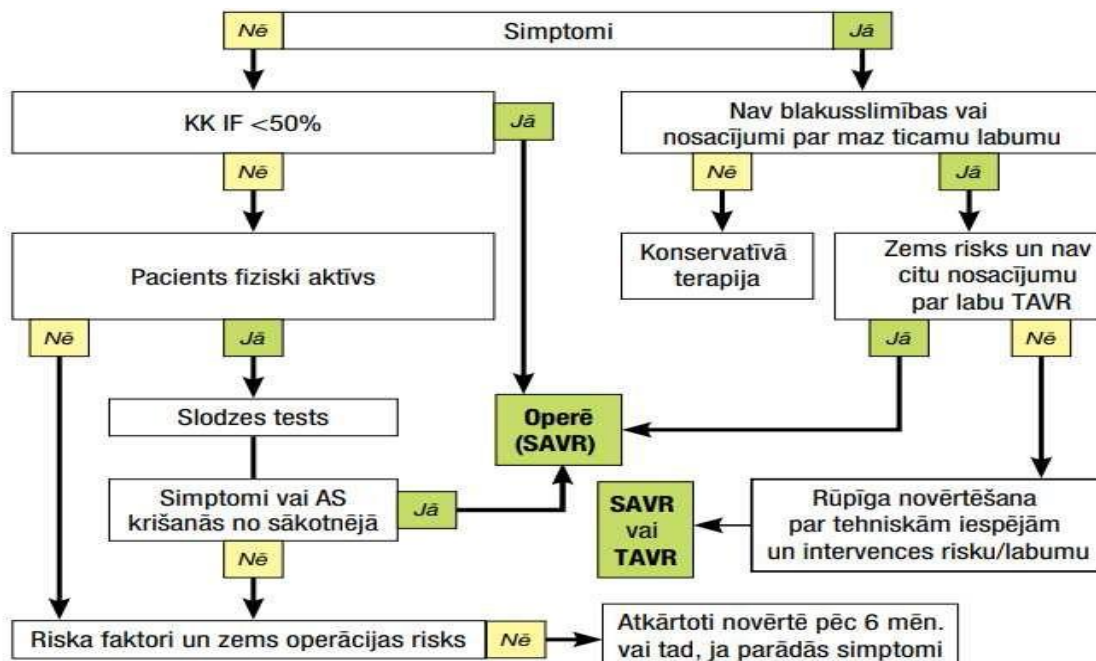 Nē
Simptomi
Jā
KK IF <50%
Jā
Nē
Nav blakusslimības vai
nosacījumi par maz ticamu labumu
Nē
Jā
Pacients fiziski aktīvs
Nē
Jā
Konservatīvā
terapija
Zems risks un nav
citu nosacījumu
par labu TAVR
Jā
Nē
Slodzes tests
Operē
(SAVR)
Simptomi vai AS
krišanās no sākotnējā
Jā
Nē
SAVR
vai
TAVR
Rūpīga novērtēšana
par tehniskām iespējām
un intervences risku/labumu
Riska faktori un zems operācijas risks
Nē
Atkārtoti novērtē pēc 6 mēn.
vai tad, ja parādās simptomi